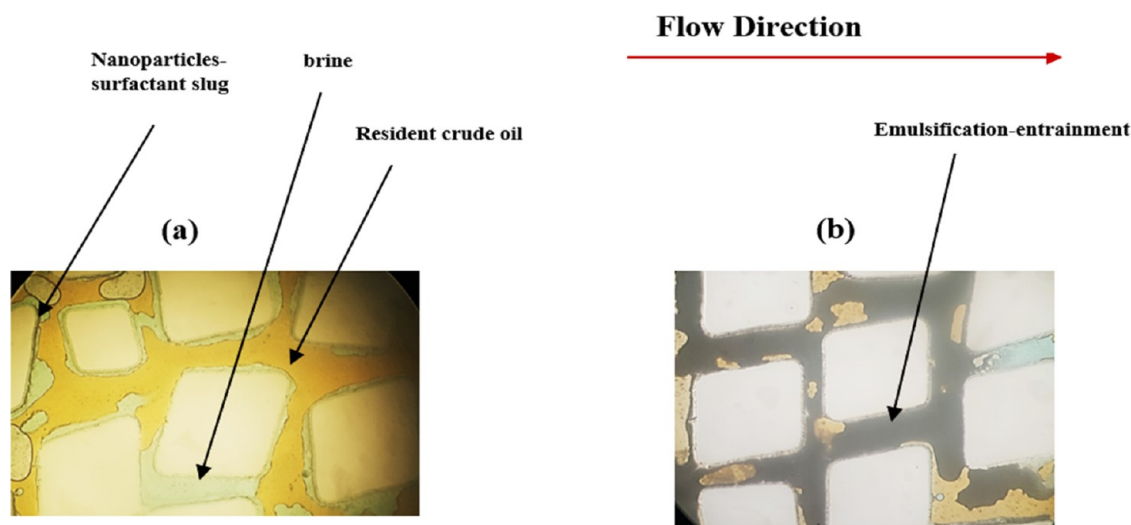 Flow Direction
Nanoparticles-
surfactant slug
brine
Resident crude oil
Emulsification-entrainment
(a)
(b)